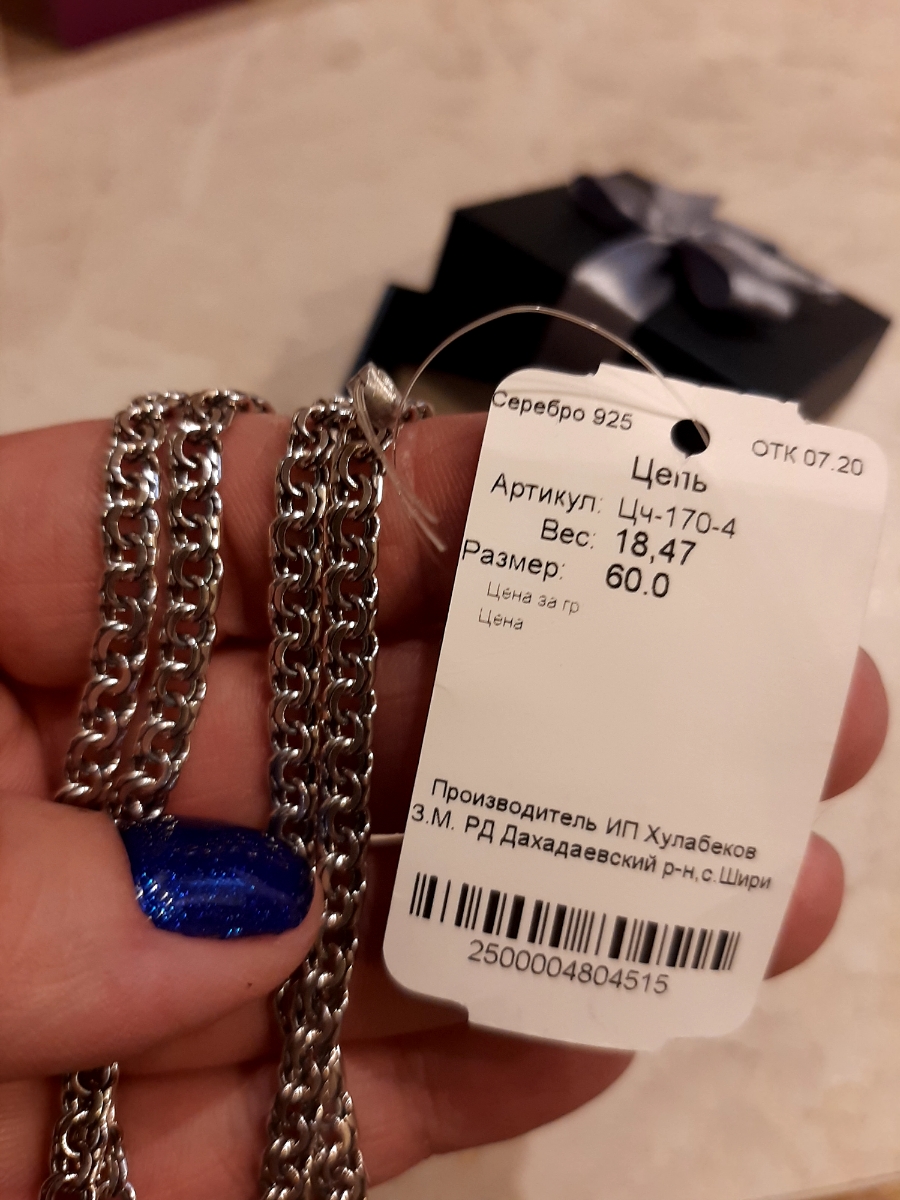 Серебро 925
ОТК 07.20
Цепь
Артикул: Цч-170-4
Вес: 18,47
Размер: 60.0
Цена за гр
Цена
Производитель ИП Хулабеков
З.М. РД Дахадаевский р-н,с.Шири
2500004804515